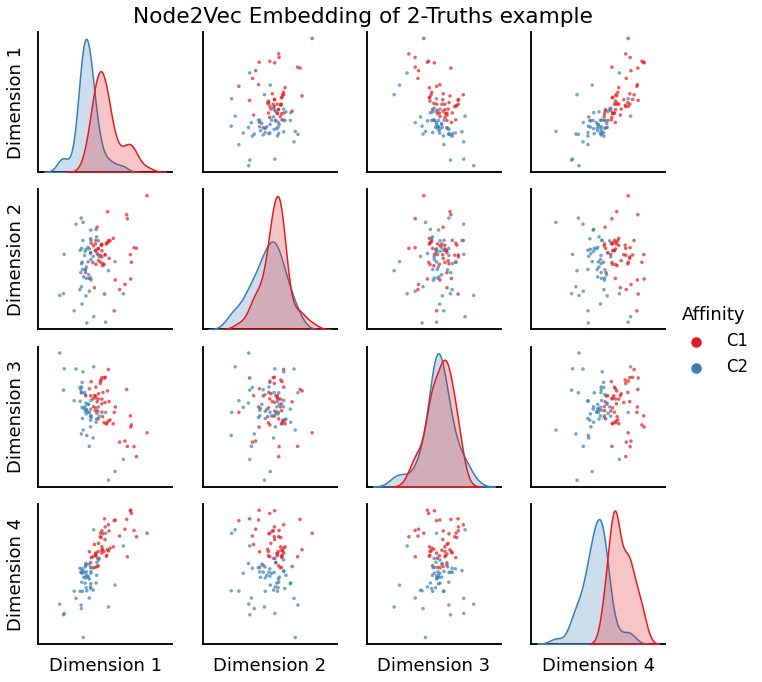 Node2Vec Embedding of 2-Truths example
Dimension 1
Dimension 2
Dimension 3
Dimension 4
Affinity
C1
C2
Dimension 1
Dimension 2
Dimension 3
Dimension 4